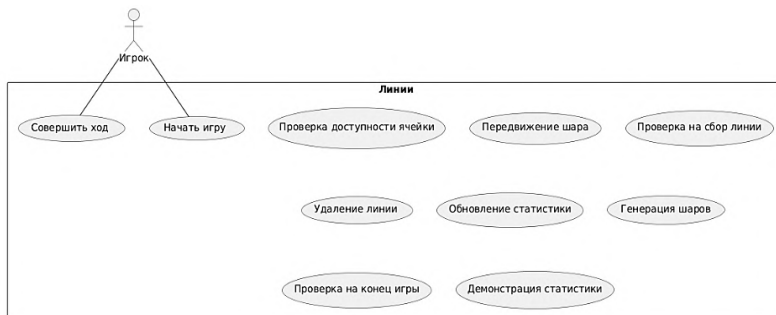 Игрок
Линии
Совершить ход
Начать игру
Проверка доступности ячейки
Передвижение шара
Проверка на сбор линии
Удаление линии
Обновление статистики
Генерация шаров
Проверка на конец игры
Демонстрация статистики